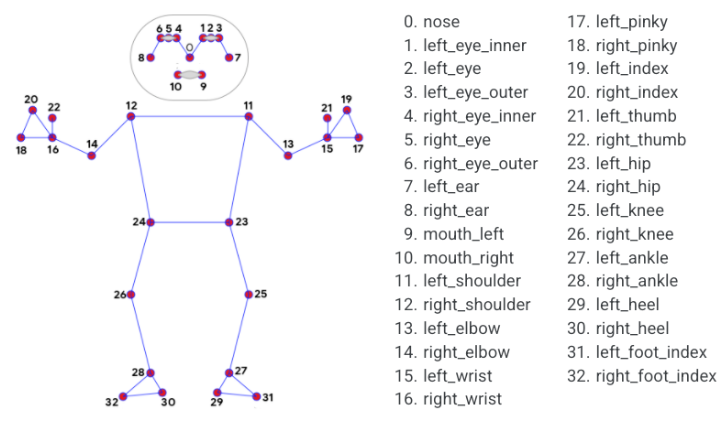 6 5 4 1 2 3
0
8 7
10 9
20 22 12 11 21 19
18 16 14 13 15 17
24 23
26 25
28 27
32 30 29 31
0. nose
1. left_eye_inner
2. left_eye
3. left_eye_outer
4. right_eye_inner
5. right_eye
6. right_eye_outer
7. left_ear
8. right_ear
9. mouth_left
10. mouth_right
11. left_shoulder
12. right_shoulder
13. left_elbow
14. right_elbow
15. left_wrist
16. right_wrist
17. left_pinky
18. right_pinky
19. left_index
20. right_index
21. left_thumb
22. right_thumb
23. left_hip
24. right_hip
25. left_knee
26. right_knee
27. left_ankle
28. right_ankle
29. left_heel
30. right_heel
31. left_foot_index
32. right_foot_index